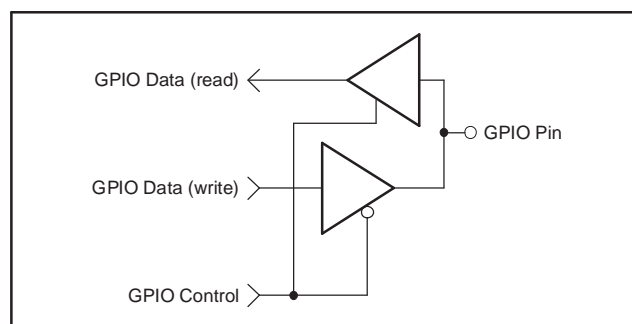 GPIO Data (read)
GPIO Pin
GPIO Data (write)
GPIO Control